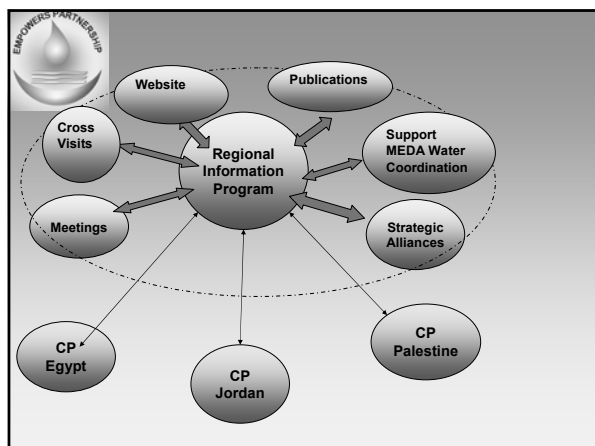 EMPOWERS PARTNERSHIP
Website
Publications
Cross
Visits
Regional
Information
Program
Support
MEDA Water
Coordination
Meetings
Strategic
Alliances
CP
Egypt
CP
Jordan
CP
Palestine